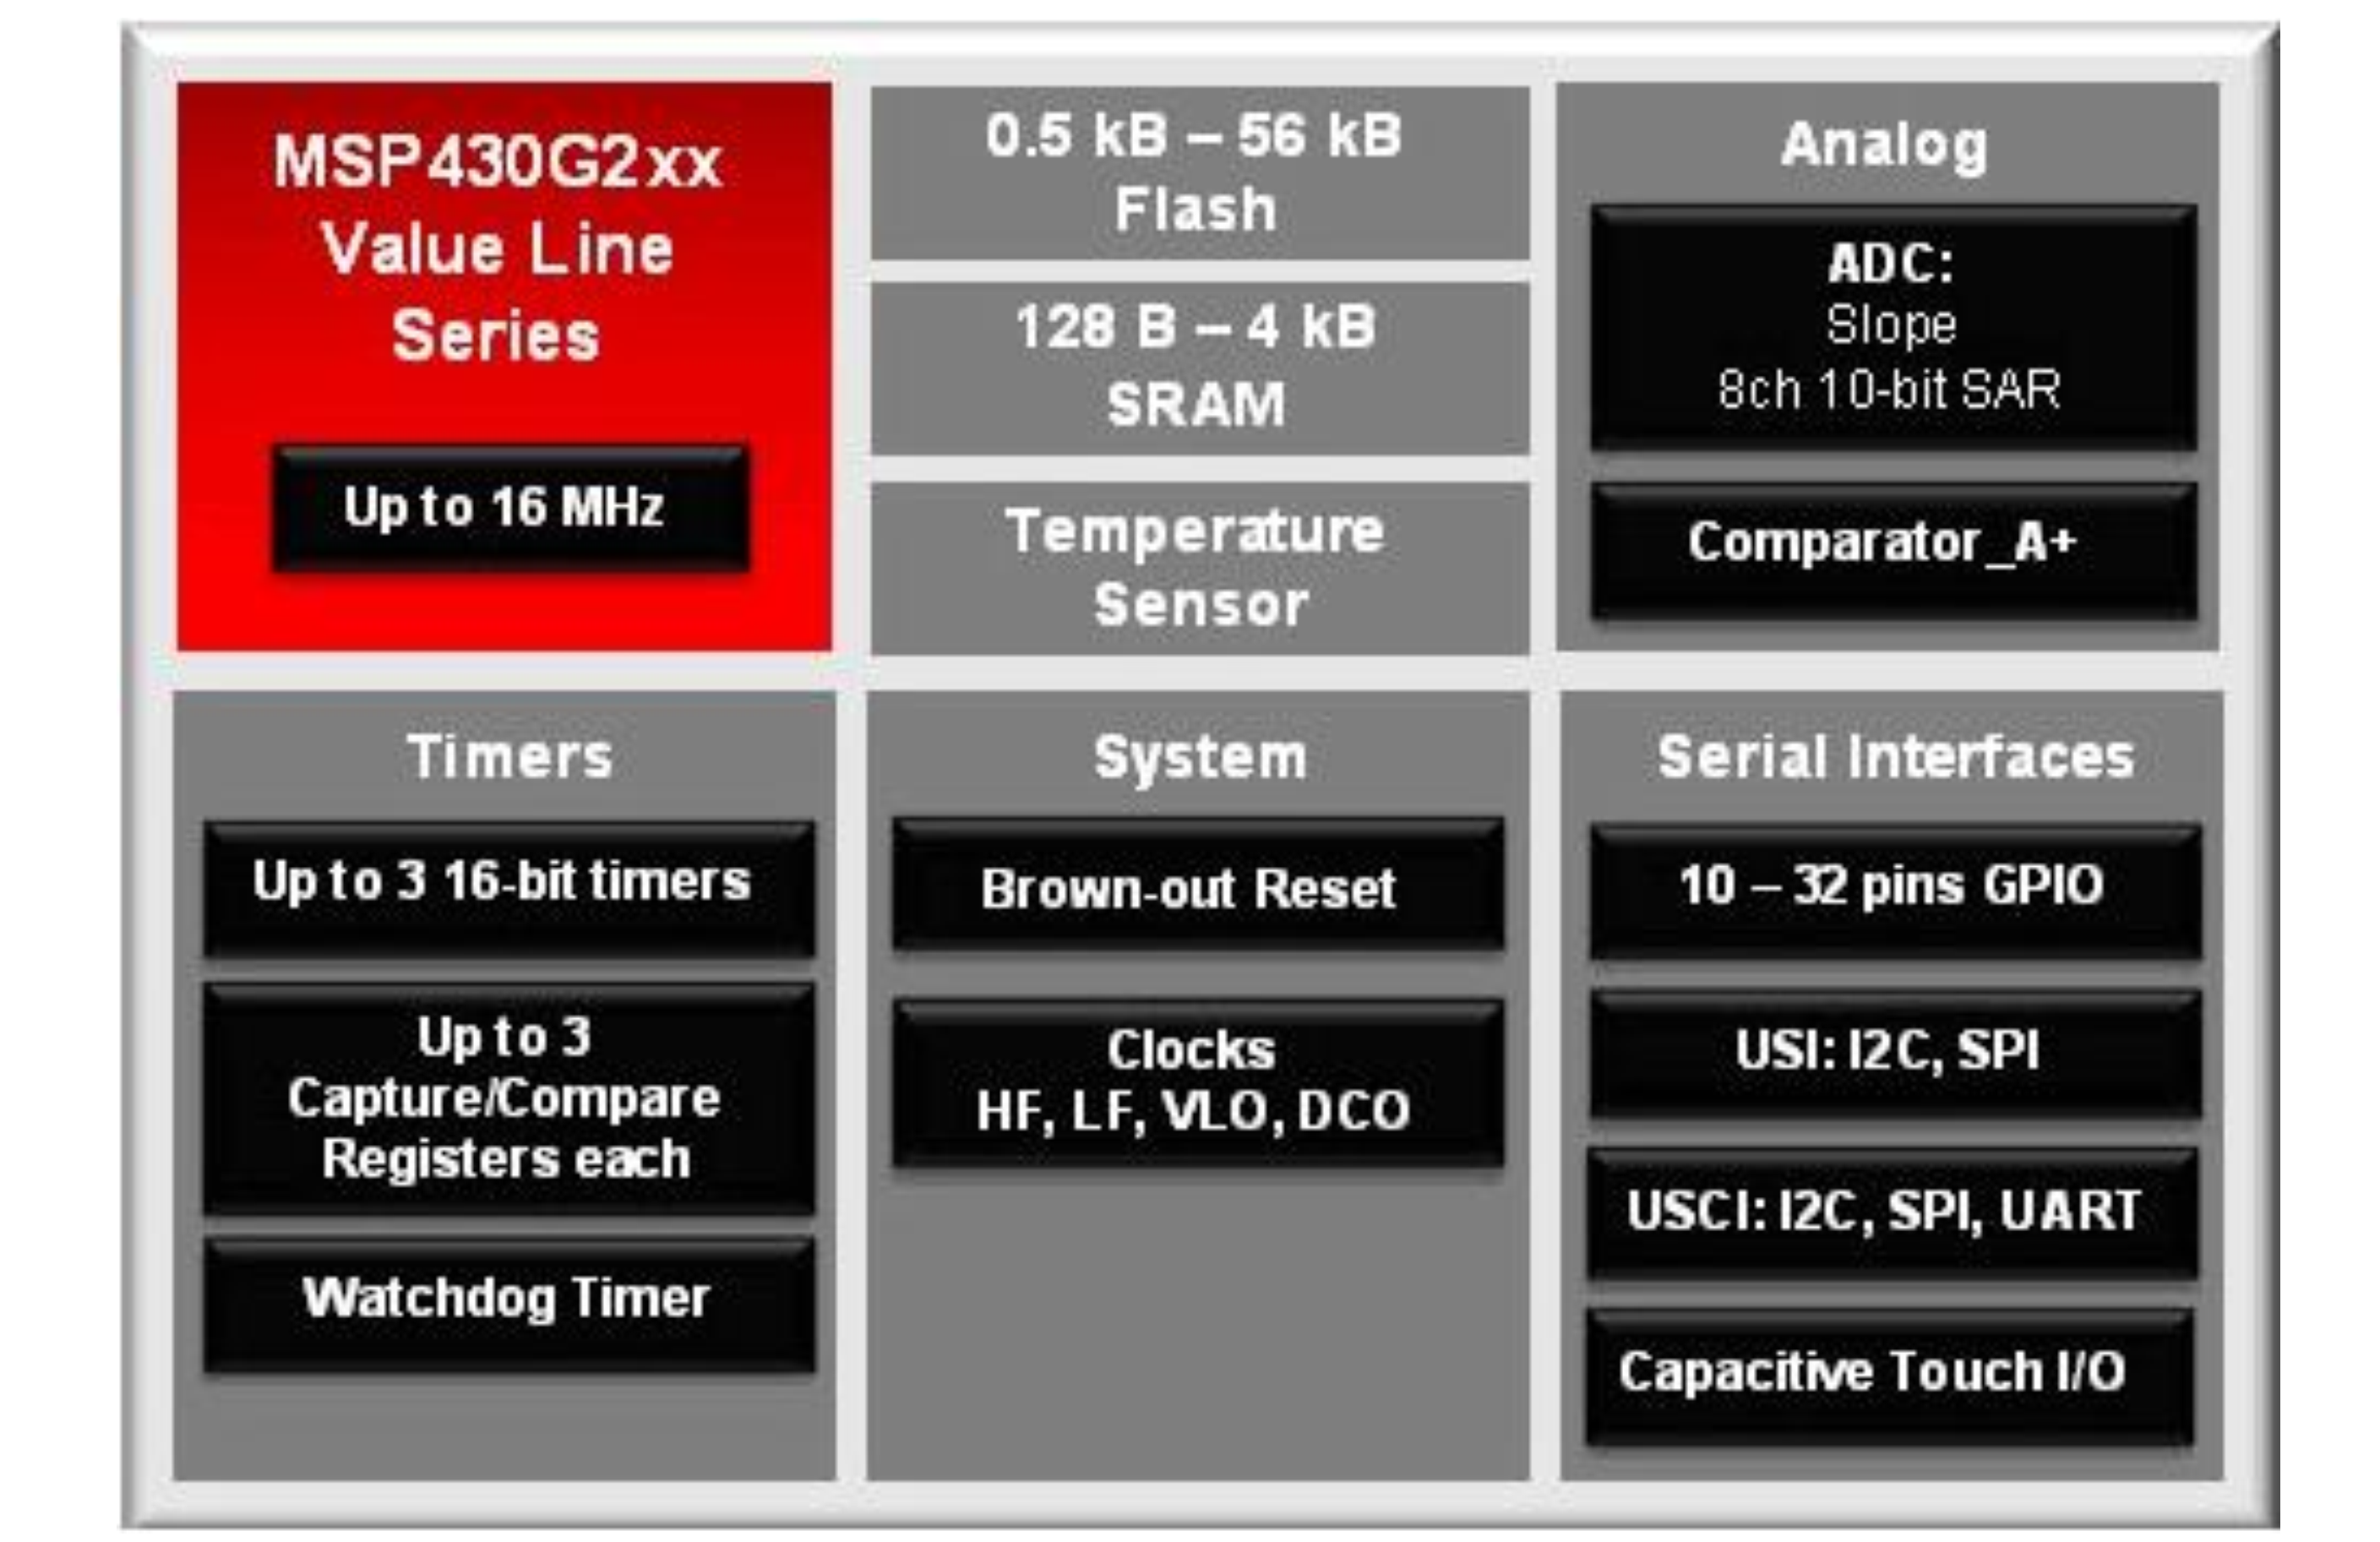 MSP430G2xx
Value Line
Series
Up to 16 MHz
0.5 kB – 56 kB
Flash
128 B – 4 kB
SRAM
Temperature
Sensor
Analog
ADC:
Slope
8ch 10-bit SAR
Comparator_A+
Timers
Up to 3 16-bit timers
Up to 3
Capture/Compare
Registers each
Watchdog Timer
System
Brown-out Reset
Clocks
HF, LF, VLO, DCO
Serial Interfaces
10 – 32 pins GPIO
USI: I2C, SPI
USCI: I2C, SPI, UART
Capacitive Touch I/O